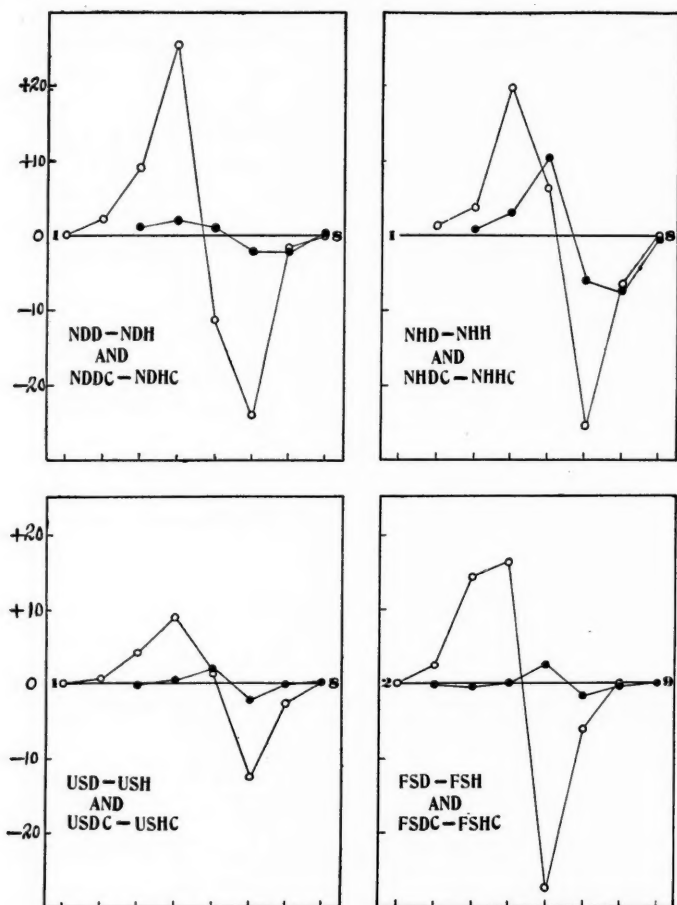 +20
+10
0
-10
-20
1
8
NDD-NDH
AND
NDDC-NDHC
1
8
NHD-NHH
AND
NHDC-NHHC
+20
+10
0
-10
-20
1
8
USD-USH
AND
USDC-USHC
2
9
FSD-FSH
AND
FSDC-FSHC